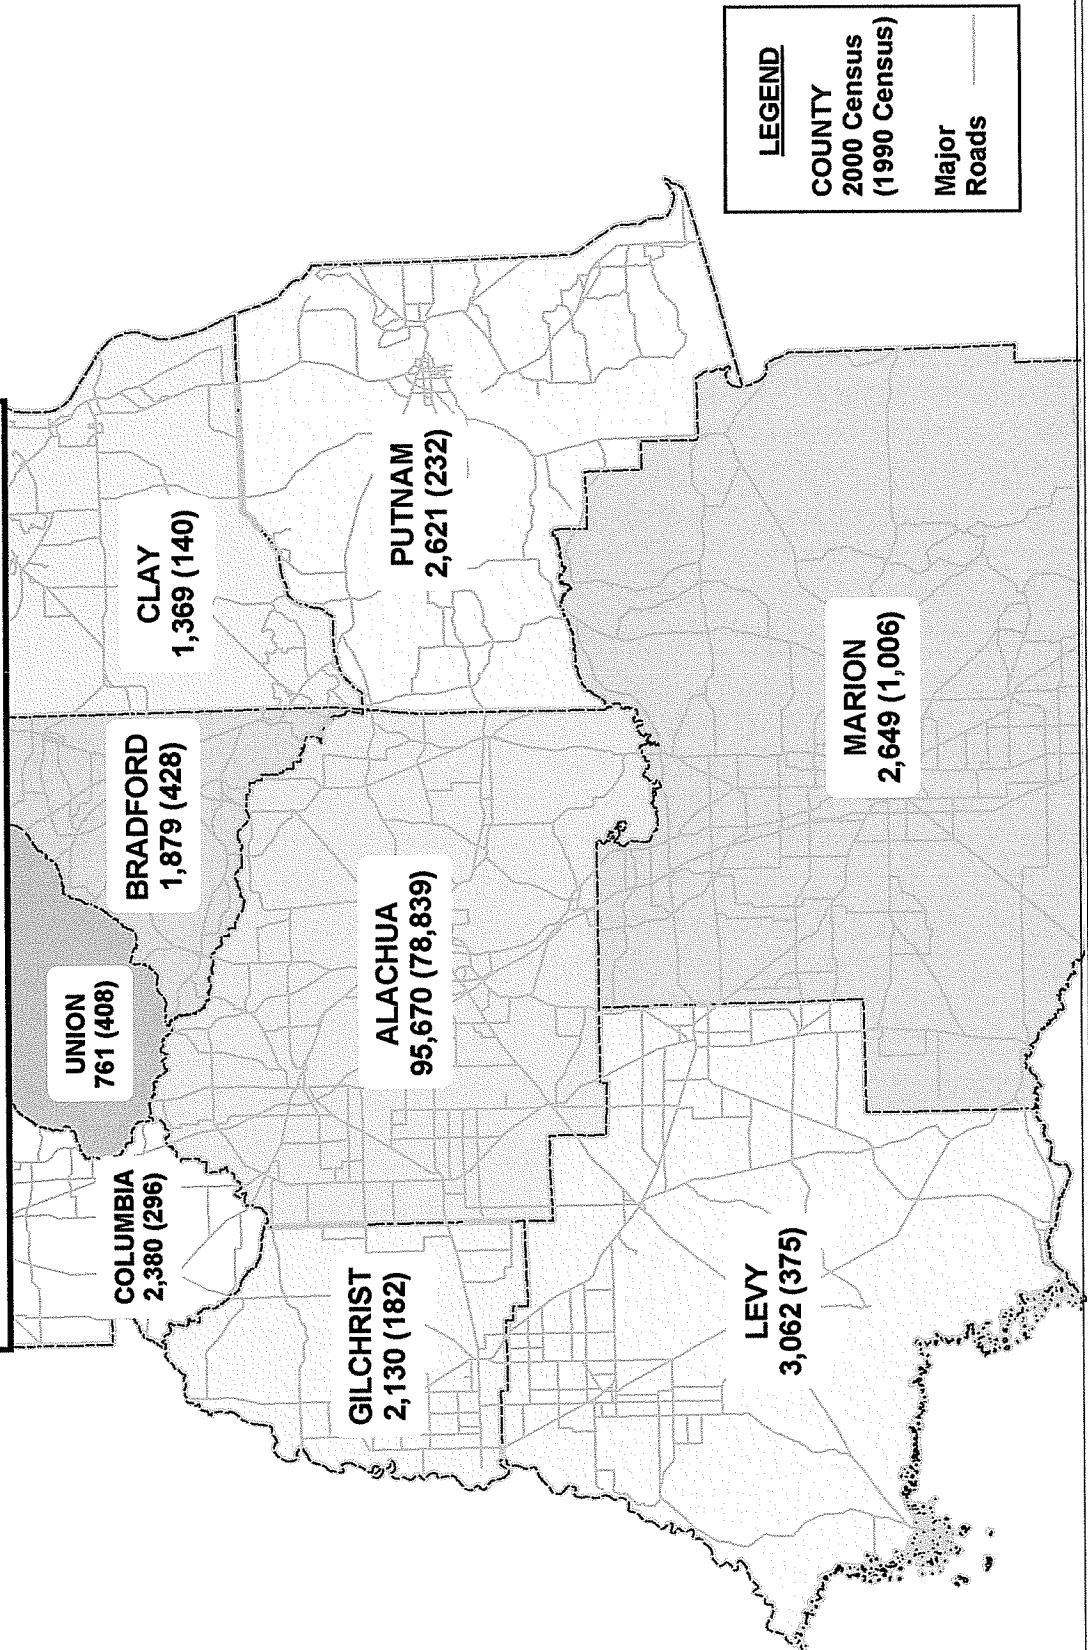 COLUMBIA
2,380 (296)
UNION
761 (408)
BRADFORD
1,879 (428)
CLAY
1,369 (140)
GILCHRIST
2,130 (182)
ALACHUA
95,670 (78,839)
PUTNAM
2,621 (232)
LEVY
3,062 (375)
MARION
2,649 (1,006)
LEGEND
COUNTY
2000 Census
(1990 Census)
Major
Roads